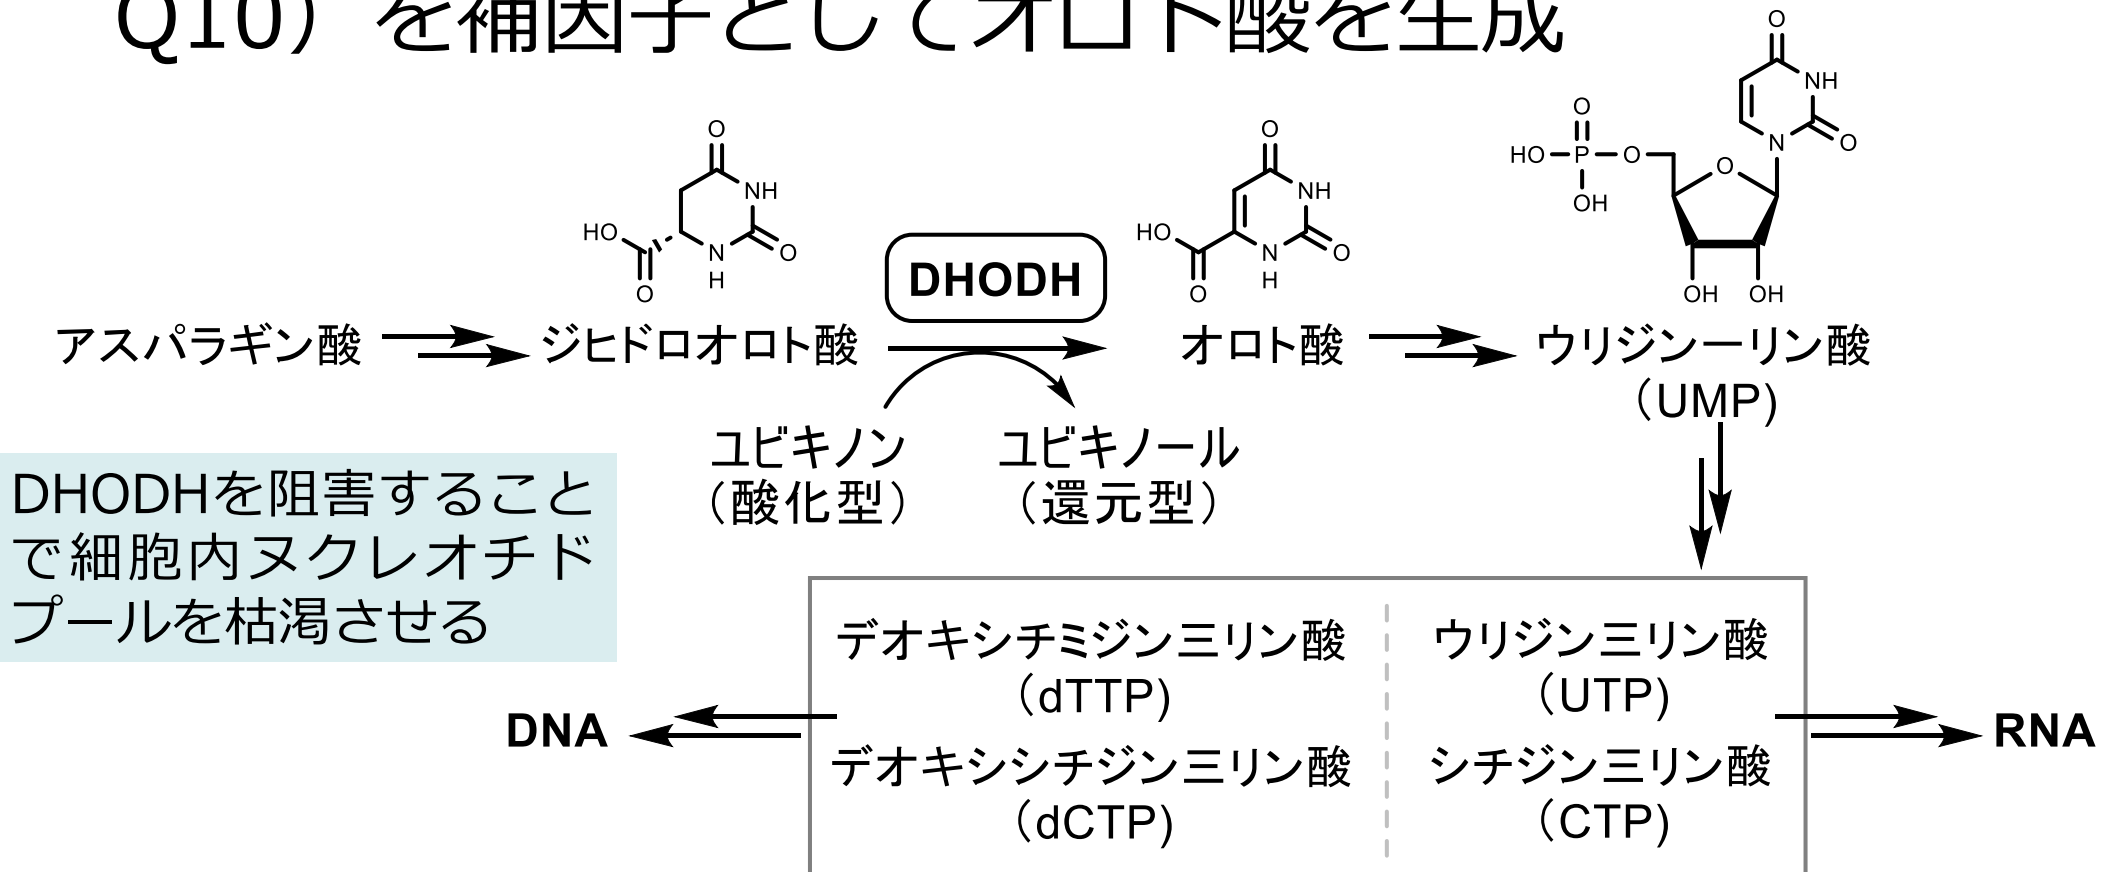 Q10）を補因子としてオロト酸を生成
O
NH
O
N
H
HO
O
DHODH
O
NH
O
N
H
HO
O
O
NH
O
N
O
HO P O
OH
O
OH OH
アスパラギン酸
ジヒドロオロト酸
オロト酸
ウリジン一リン酸
（UMP）
ユビキノン
（酸化型）
ユビキノール
（還元型）
DHODHを阻害すること
で細胞内ヌクレオチド
プールを枯渇させる
デオキシチミジン三リン酸
（dTTP）
デオキシシチジン三リン酸
（dCTP）
ウリジン三リン酸
（UTP）
シチジン三リン酸
（CTP）
DNA
RNA